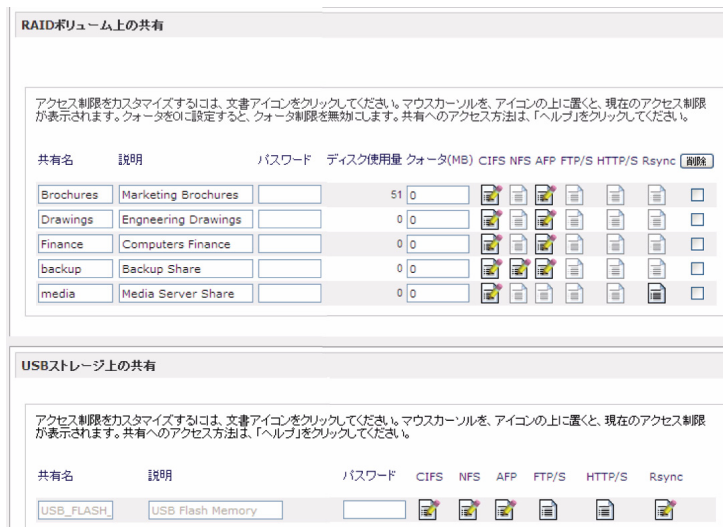 RAIDボリューム上の共有
アクセス制限をカスタマイズするには、文書アイコンをクリックしてください。マウスカーソルを、アイコンの上に置くと、現在のアクセス制限
が表示されます。クォータを0に設定すると、クォータ制限を無効にします。共有へのアクセス方法は、「ヘルプ」をクリックしてください。
共有名 説明 パスワード ディスク使用量 クォータ(MB) CIFS NFS AFP FTP/S HTTP/S Rsync 削除
Brochures Marketing Brochures 51 0
Drawings Engneering Drawings 0 0
Finance Computers Finance 0 0
backup Backup Share 0 0
media Media Server Share 0 0
USBストレージ上の共有
アクセス制限をカスタマイズするには、文書アイコンをクリックしてください。マウスカーソルを、アイコンの上に置くと、現在のアクセス制限
が表示されます。共有へのアクセス方法は、「ヘルプ」をクリックしてください。
共有名 説明 パスワード CIFS NFS AFP FTP/S HTTP/S Rsync
USB_FLASH_ USB Flash Memory